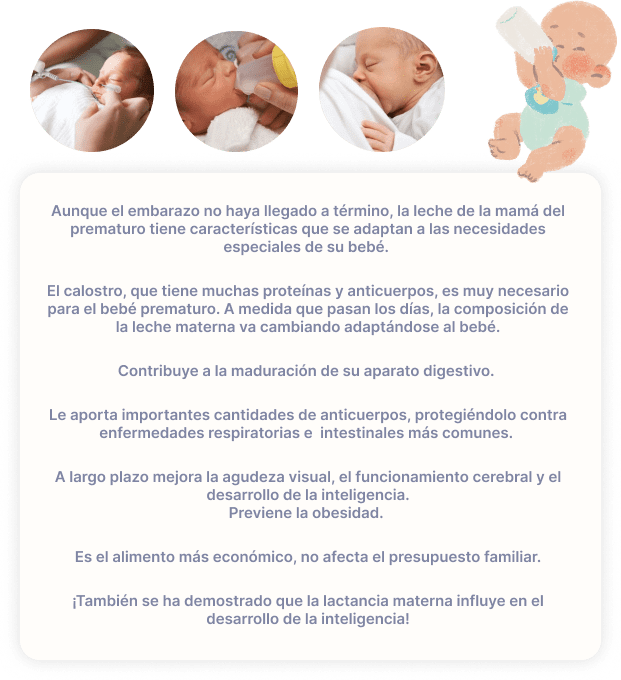 Aunque el embarazo no haya llegado a término, la leche de la mamá del
prematuro tiene características que se adaptan a las necesidades
especiales de su bebé.
El calostro, que tiene muchas proteínas y anticuerpos, es muy necesario
para el bebé prematuro. A medida que pasan los días, la composición de
la leche materna va cambiando adaptándose al bebé.
Contribuye a la maduración de su aparato digestivo.
Le aporta importantes cantidades de anticuerpos, protegiéndolo contra
enfermedades respiratorias e  intestinales más comunes.
A largo plazo mejora la agudeza visual, el funcionamiento cerebral y el
desarrollo de la inteligencia.
Previene la obesidad.
Es el alimento más económico, no afecta el presupuesto familiar.
¡También se ha demostrado que la lactancia materna influye en el
desarrollo de la inteligencia!